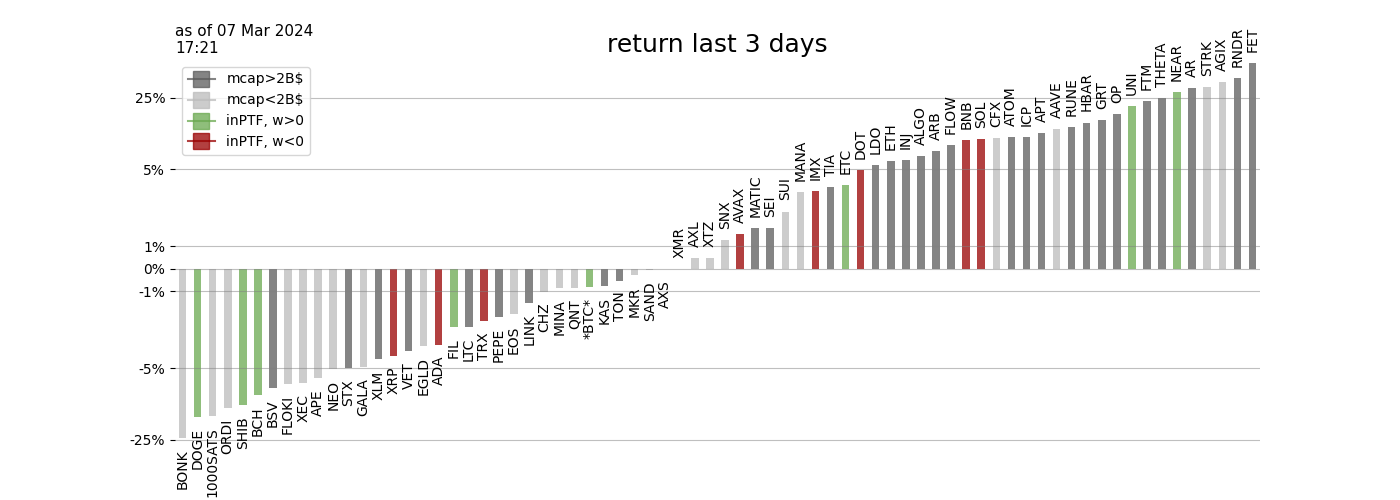 as of 07 Mar 2024
17:21
return last 3 days
mcap>2B$
mcap<2B$
inPTF, w>0
inPTF, w<0
25%
5%
1%
0%
-1%
-5%
-25%
BONK
DOGE
1000SATS
ORDI
SHIB
BCH
BSV
FLOKI
XEC
APE
NEO
STX
GALA
XLM
XRP
VET
EGLD
ADA
FIL
LTC
TRX
PEPE
EOS
LINK
CHZ
MINA
QNT
*BTC*
KAS
TON
MKR
SAND
AXS
XMR
AXL
XTZ
SNX
AVAX
MATIC
SEI
SUI
MANA
IMX
TIA
ETC
DOT
LDO
ETH
INJ
ALGO
ARB
FLOW
BNB
SOL
CFX
ATOM
ICP
APT
AAVE
RUNE
HBAR
GRT
OP
UNI
FTM
THETA
NEAR
AR
STRK
AGIX
RNDR
FET